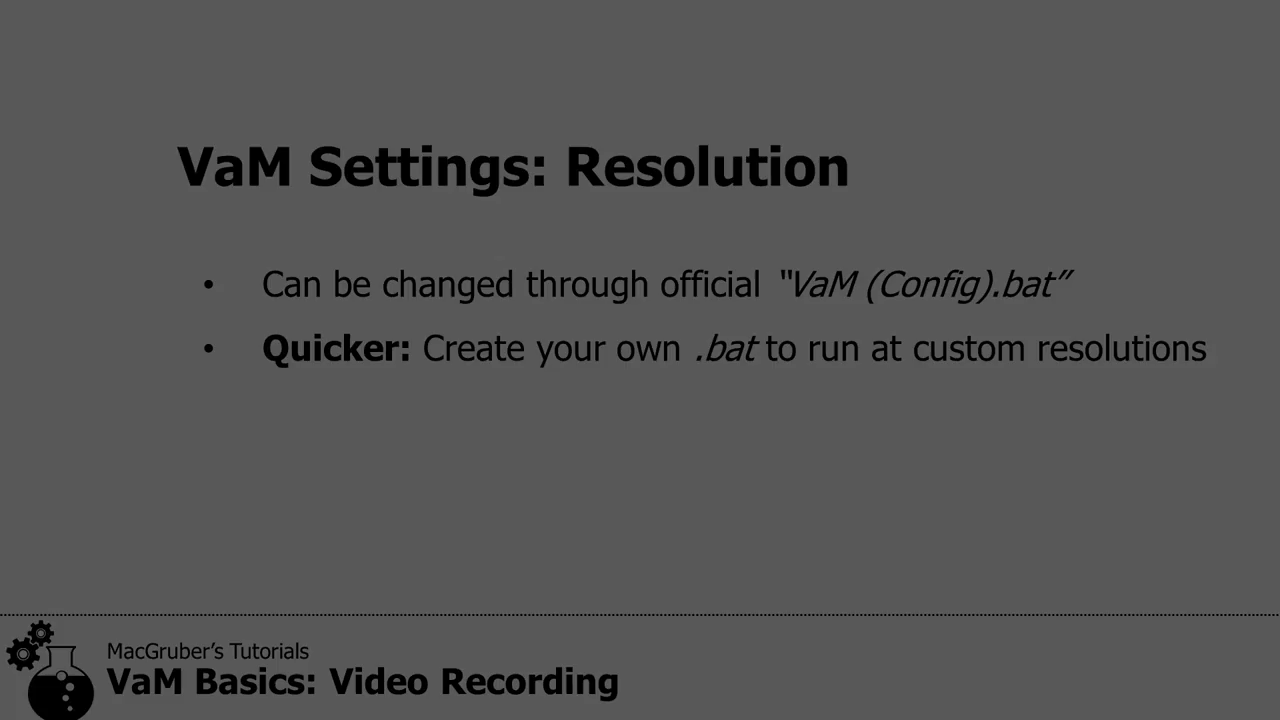 VaM Settings: Resolution
• Can be changed through official “VaM (Config).bat”
• Quicker: Create your own .bat to run at custom resolutions
MacGruber’s Tutorials
VaM Basics: Video Recording